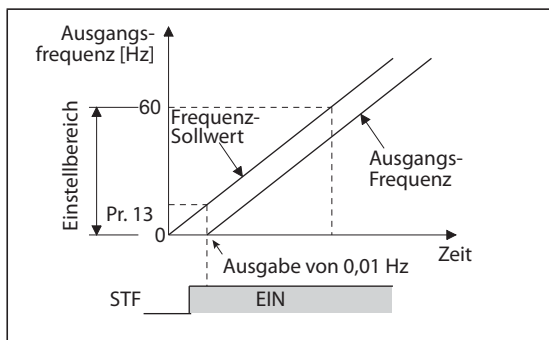 Ausgangs-
frequenz [Hz]
60
Frequenz-
Sollwert
Ausgangs-
Frequenz
Einstellbereich
Pr. 13
0
Zeit
Ausgabe von 0,01 Hz
STF
EIN